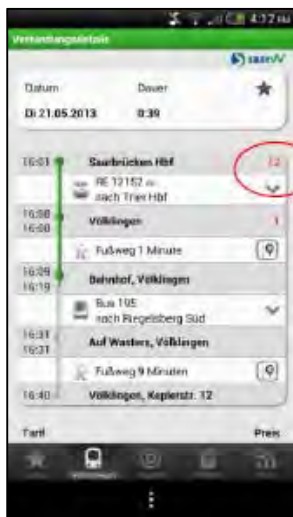 4:32 PM
Verbindungsdetails
saarVV
Datum Dauer
Di 21.05.2013 0:39
16:01 Saarbrücken Hbf 12
RE 12152
nach Trier Hbf
16:08
16:08
Völklingen 1
Fußweg 1 Minute
16:09
16:19
Bahnhof, Völklingen
Bus 195
nach Riegelsberg Süd
16:31
16:31
Auf Wasters, Völklingen
Fußweg 9 Minuten
16:40 Völklingen, Keplerstr. 12
Tarif Preis